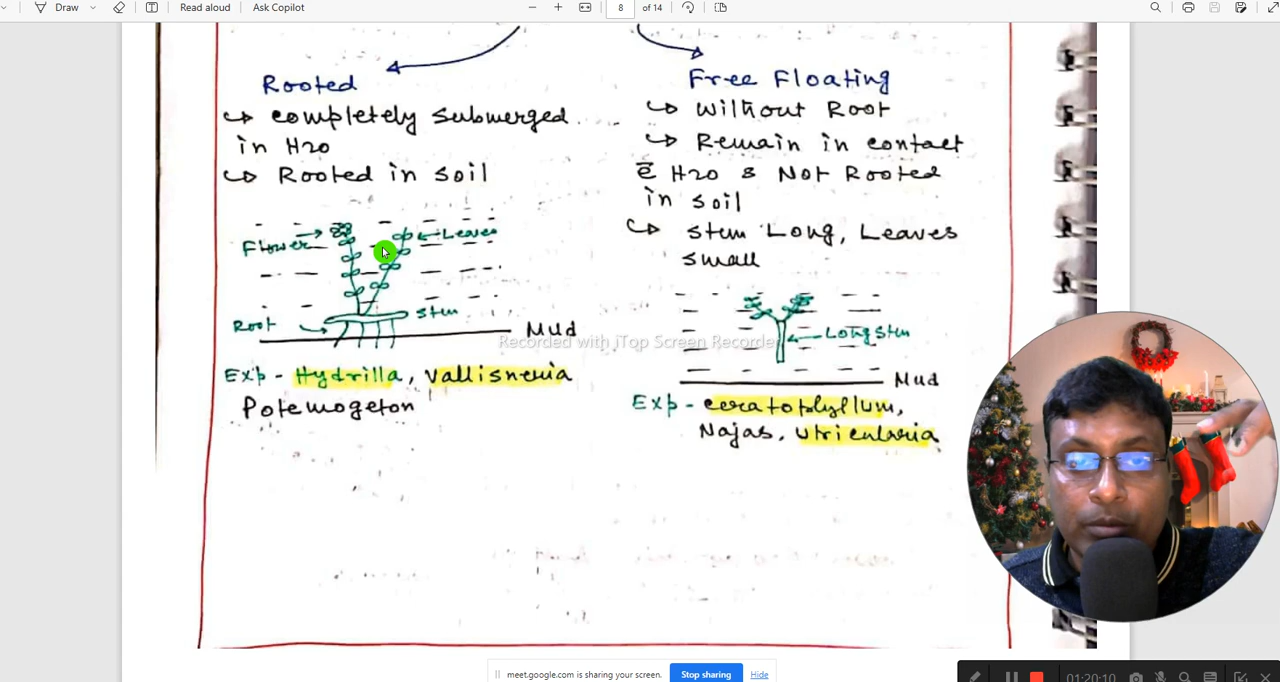 Draw
Read aloud
Ask Copilot
8 of 14
Rooted
↳ completely submerged
in H2O
↳ Rooted in soil
Flower
Leaves
Root
Stem
Mud
Exp - Hydrilla, Vallisneria
Potemogeton
Free Floating
↳ Without Root
↳ Remain in contact
c̄ H2O & Not Rooted
in soil
↳ Stem Long, Leaves
small
Long stem
Mud
Exp - ceratophyllum,
Najas, utricularia
Recorded with iTop Screen Recorder
meet.google.com is sharing your screen.
Stop sharing
Hide
01:20:10